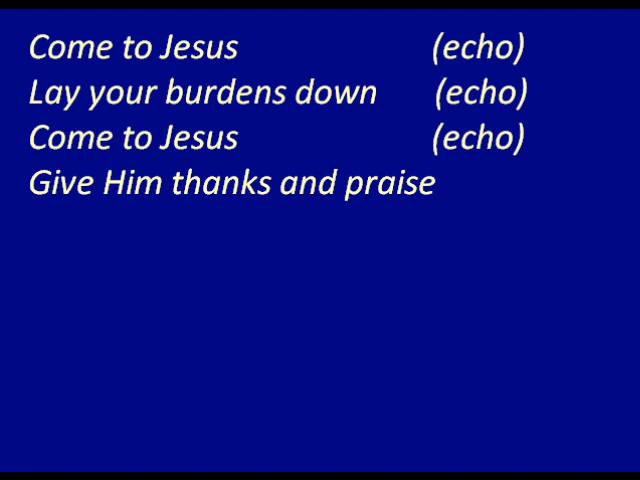 Come to Jesus (echo)
Lay your burdens down (echo)
Come to Jesus (echo)
Give Him thanks and praise